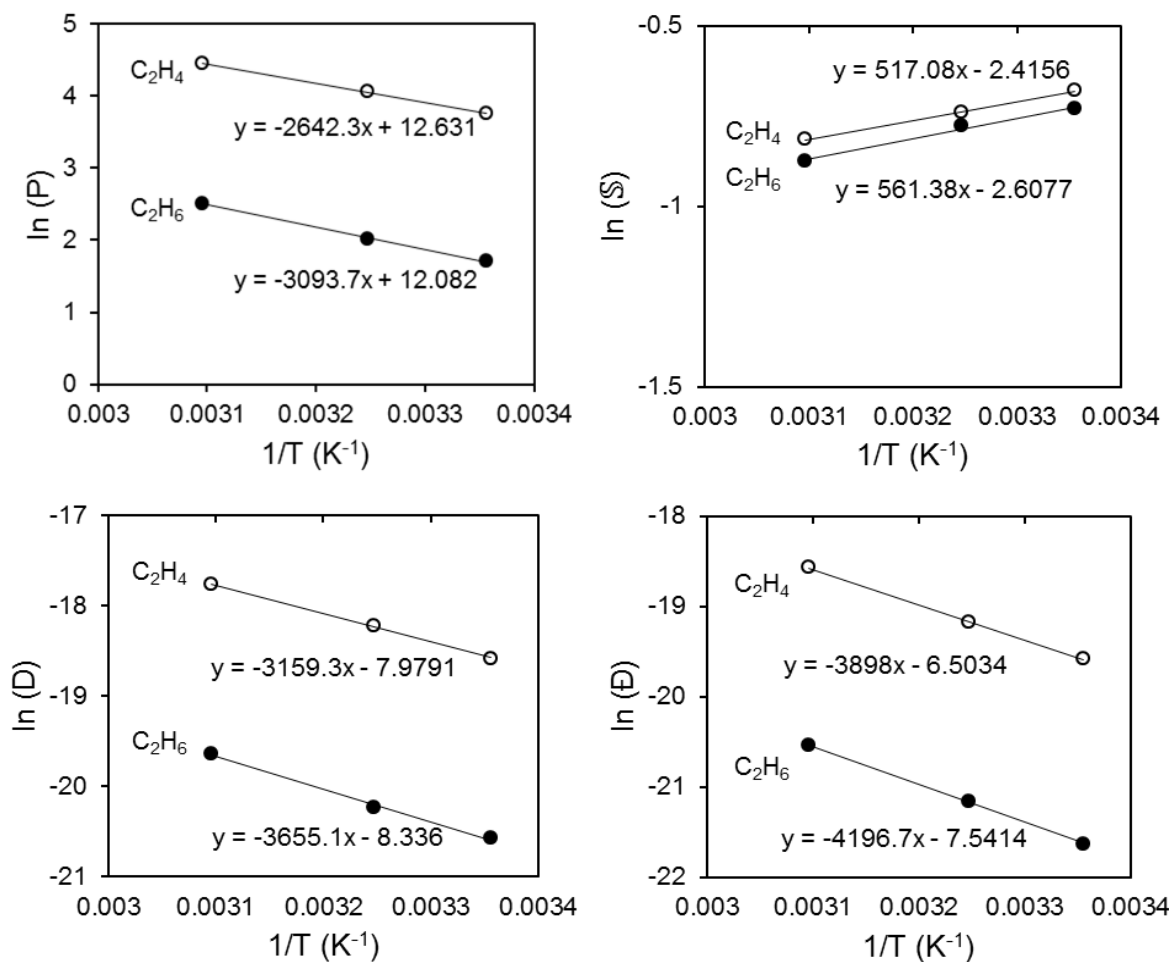 ln (P)
5
4
3
2
1
0
C₂H₄
y = -2642.3x + 12.631
C₂H₆
y = -3093.7x + 12.082
0.003 0.0031 0.0032 0.0033 0.0034
1/T (K⁻¹)
ln (𝕊)
-0.5
-1
-1.5
y = 517.08x - 2.4156
C₂H₄
C₂H₆
y = 561.38x - 2.6077
0.003 0.0031 0.0032 0.0033 0.0034
1/T (K⁻¹)
ln (D)
-17
-18
-19
-20
-21
C₂H₄
y = -3159.3x - 7.9791
C₂H₆
y = -3655.1x - 8.336
0.003 0.0031 0.0032 0.0033 0.0034
1/T (K⁻¹)
ln (Đ)
-18
-19
-20
-21
-22
C₂H₄
y = -3898x - 6.5034
C₂H₆
y = -4196.7x - 7.5414
0.003 0.0031 0.0032 0.0033 0.0034
1/T (K⁻¹)